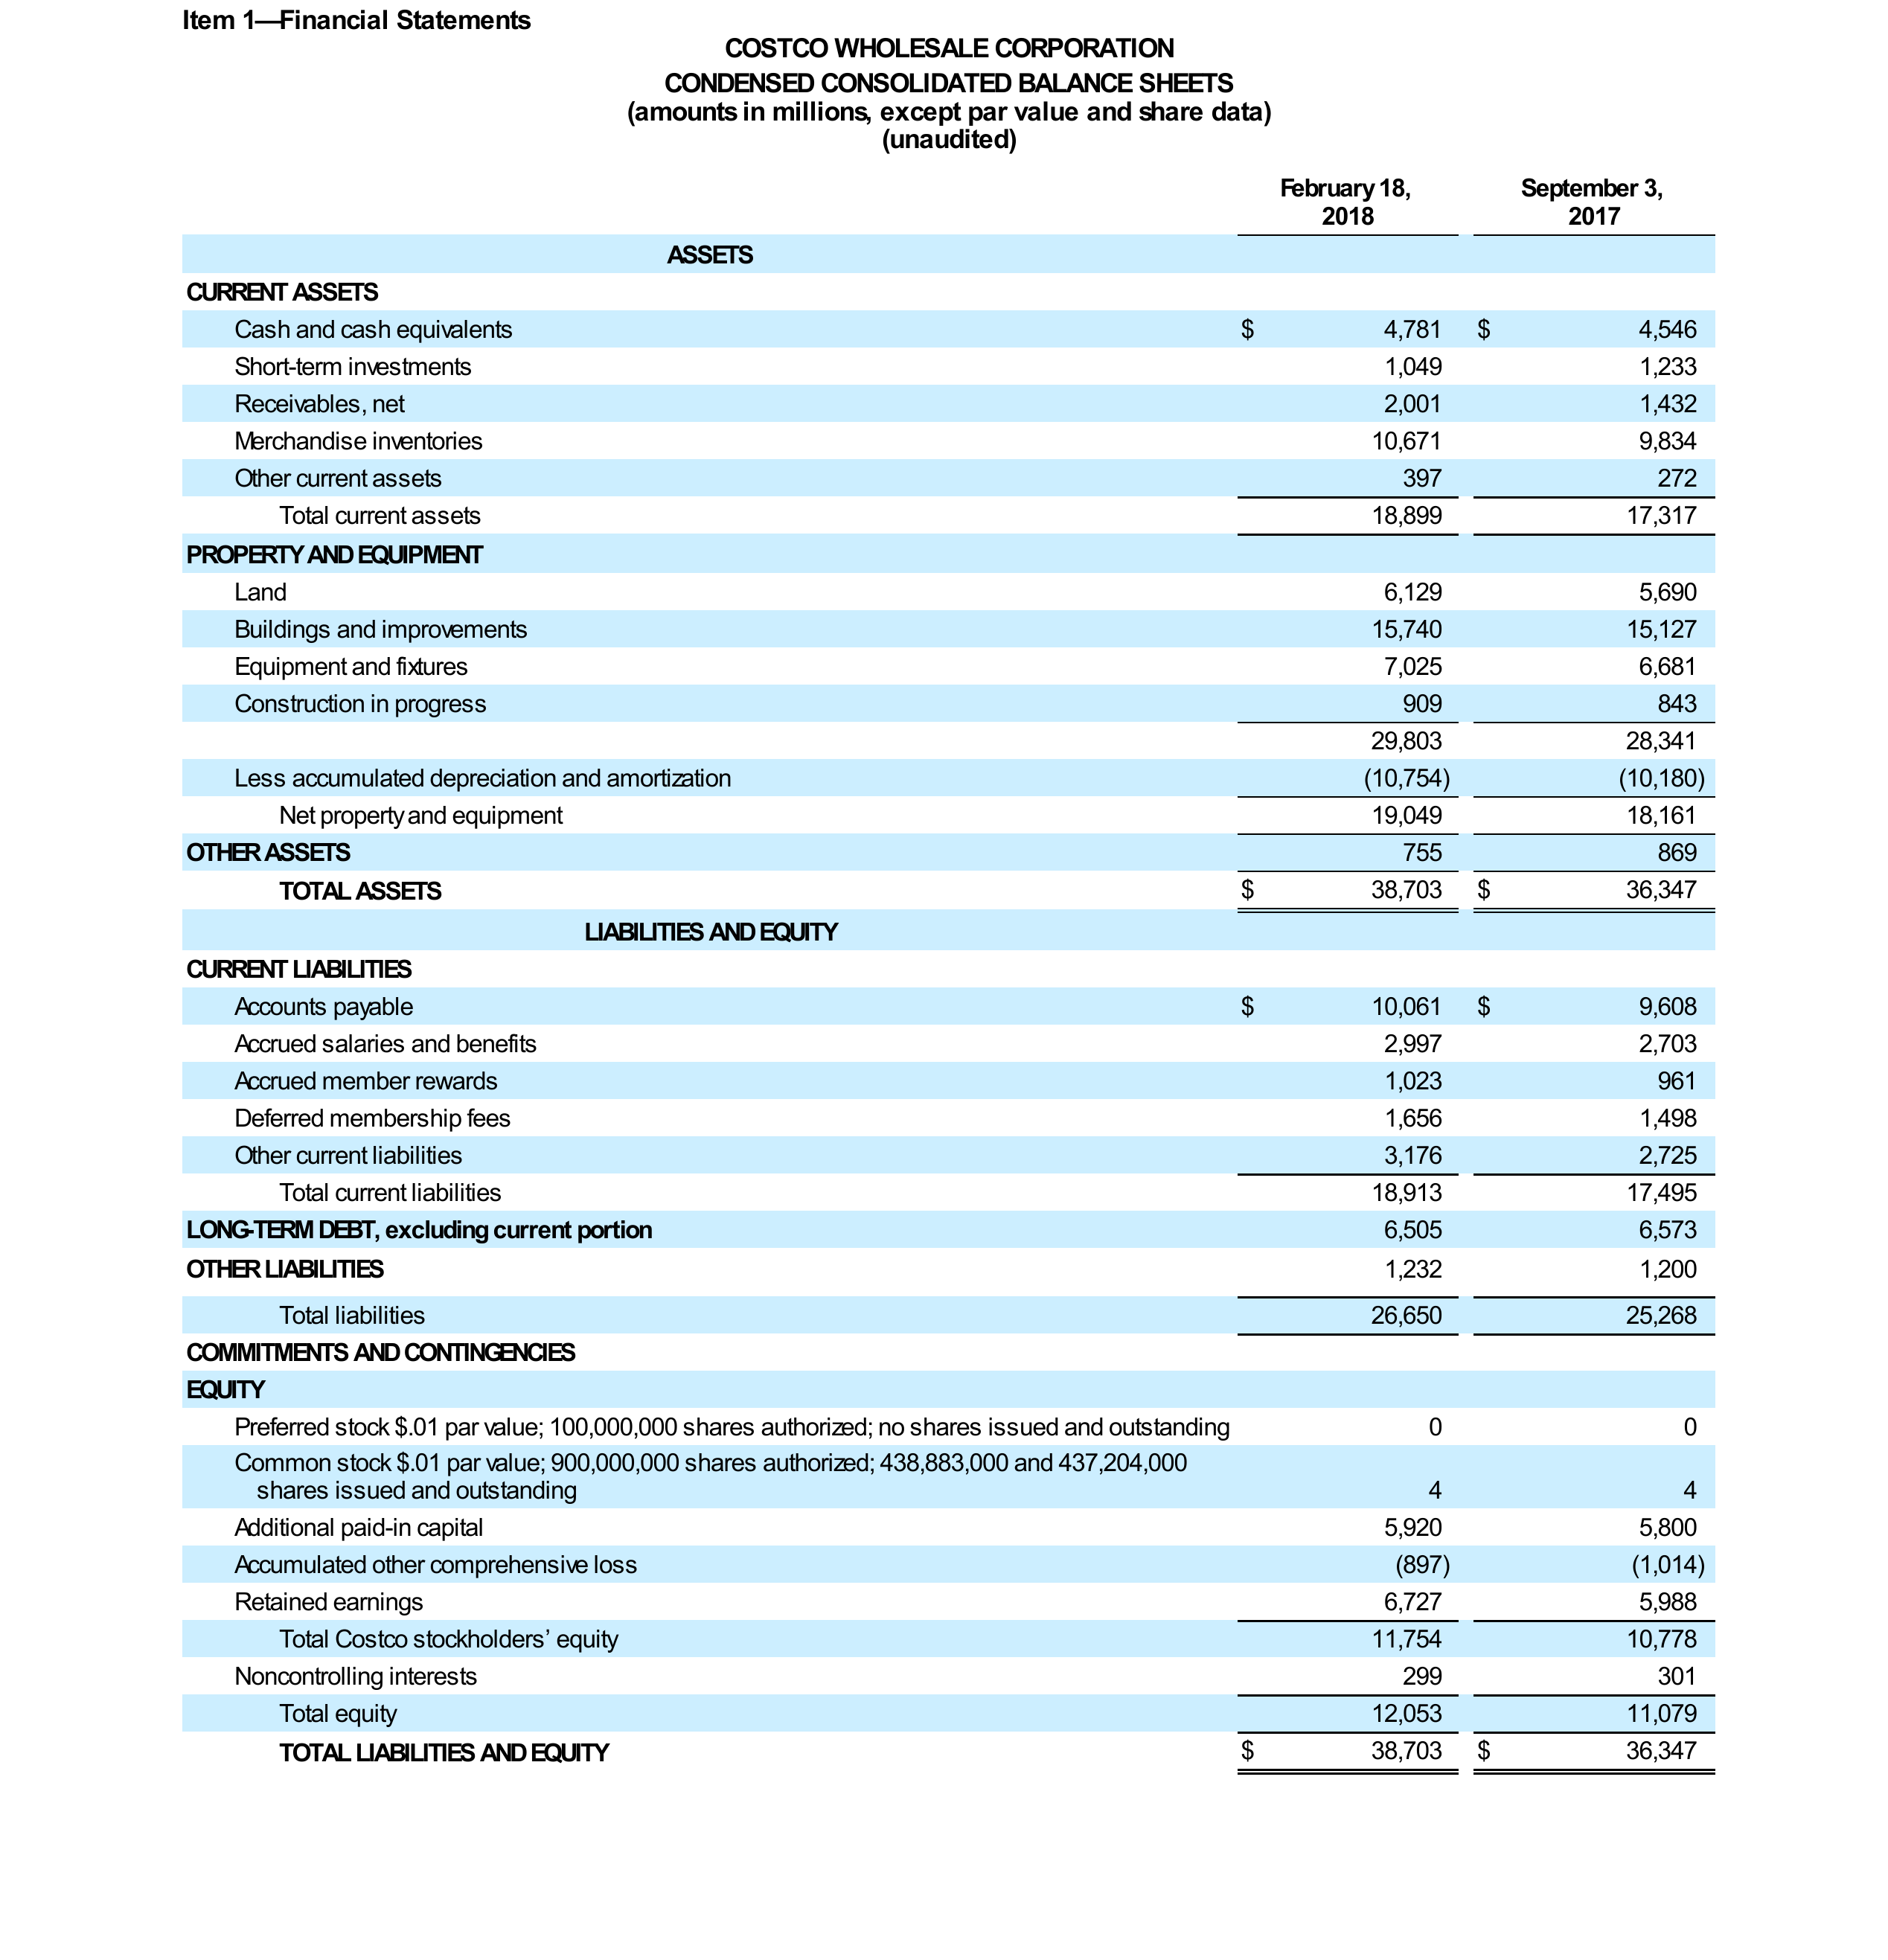 Item 1—Financial Statements
COSTCO WHOLESALE CORPORATION
CONDENSED CONSOLIDATED BALANCE SHEETS
(amounts in millions, except par value and share data)
(unaudited)
February 18, 2018 September 3, 2017
ASSETS
CURRENT ASSETS
Cash and cash equivalents $ 4,781 $ 4,546
Short-term investments 1,049 1,233
Receivables, net 2,001 1,432
Merchandise inventories 10,671 9,834
Other current assets 397 272
Total current assets 18,899 17,317
PROPERTY AND EQUIPMENT
Land 6,129 5,690
Buildings and improvements 15,740 15,127
Equipment and fixtures 7,025 6,681
Construction in progress 909 843
29,803 28,341
Less accumulated depreciation and amortization (10,754) (10,180)
Net property and equipment 19,049 18,161
OTHER ASSETS 755 869
TOTAL ASSETS $ 38,703 $ 36,347
LIABILITIES AND EQUITY
CURRENT LIABILITIES
Accounts payable $ 10,061 $ 9,608
Accrued salaries and benefits 2,997 2,703
Accrued member rewards 1,023 961
Deferred membership fees 1,656 1,498
Other current liabilities 3,176 2,725
Total current liabilities 18,913 17,495
LONG-TERM DEBT, excluding current portion 6,505 6,573
OTHER LIABILITIES 1,232 1,200
Total liabilities 26,650 25,268
COMMITMENTS AND CONTINGENCIES
EQUITY
Preferred stock $.01 par value; 100,000,000 shares authorized; no shares issued and outstanding 0 0
Common stock $.01 par value; 900,000,000 shares authorized; 438,883,000 and 437,204,000
shares issued and outstanding 4 4
Additional paid-in capital 5,920 5,800
Accumulated other comprehensive loss (897) (1,014)
Retained earnings 6,727 5,988
Total Costco stockholders’ equity 11,754 10,778
Noncontrolling interests 299 301
Total equity 12,053 11,079
TOTAL LIABILITIES AND EQUITY $ 38,703 $ 36,347